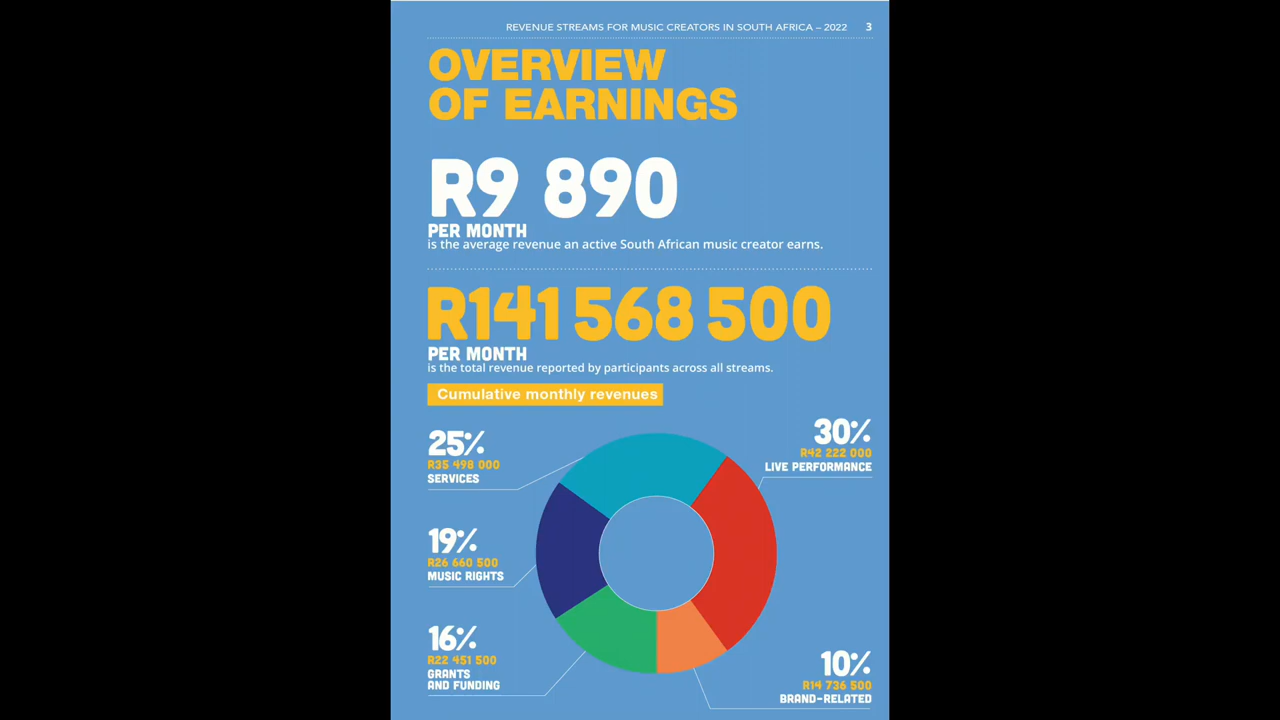 REVENUE STREAMS FOR MUSIC CREATORS IN SOUTH AFRICA – 2022 3
OVERVIEW
OF EARNINGS
R9 890
PER MONTH
is the average revenue an active South African music creator earns.
R141 568 500
PER MONTH
is the total revenue reported by participants across all streams.
Cumulative monthly revenues
25%
R35 498 000
SERVICES
30%
R42 222 000
LIVE PERFORMANCE
19%
R26 660 500
MUSIC RIGHTS
16%
R22 451 500
GRANTS
AND FUNDING
10%
R14 736 500
BRAND-RELATED